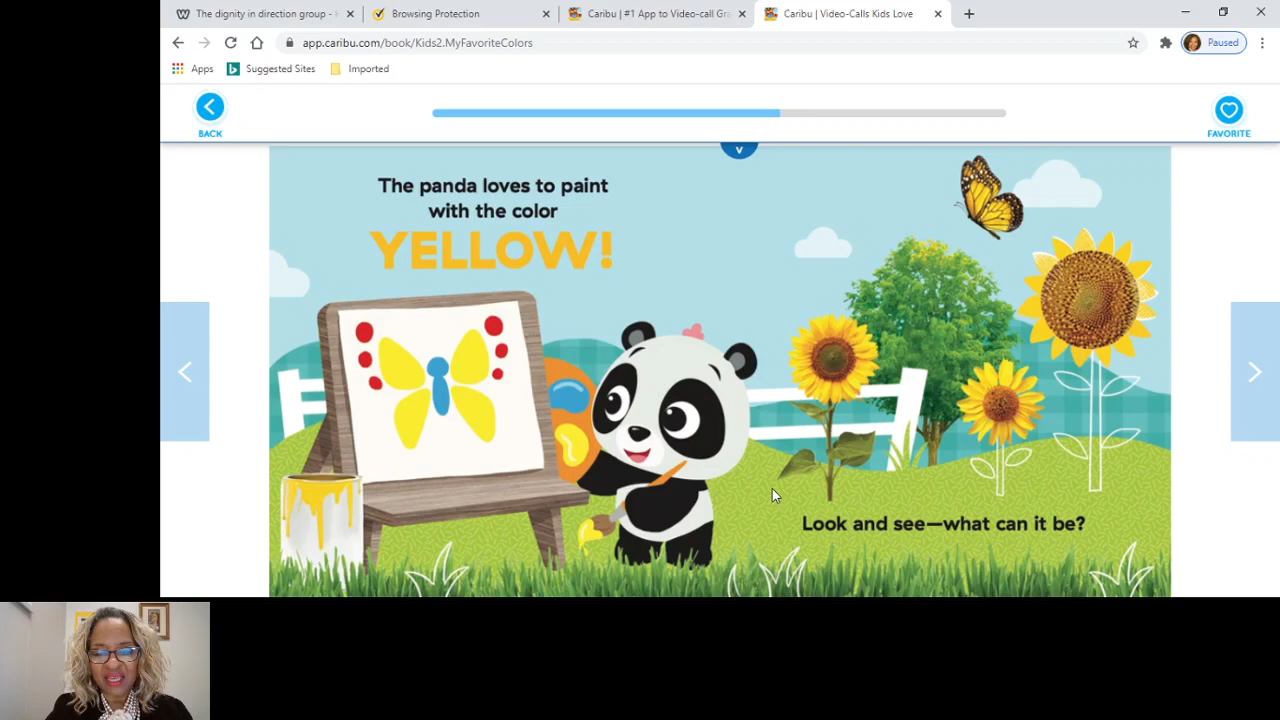 The dignity in direction group -
Browsing Protection
Caribu | #1 App to Video-call Gra
Caribu | Video-Calls Kids Love
app.caribu.com/book/Kids2.MyFavoriteColors
Paused
Apps
Suggested Sites
Imported
BACK
FAVORITE
v
The panda loves to paint
with the color
YELLOW!
Look and see—what can it be?